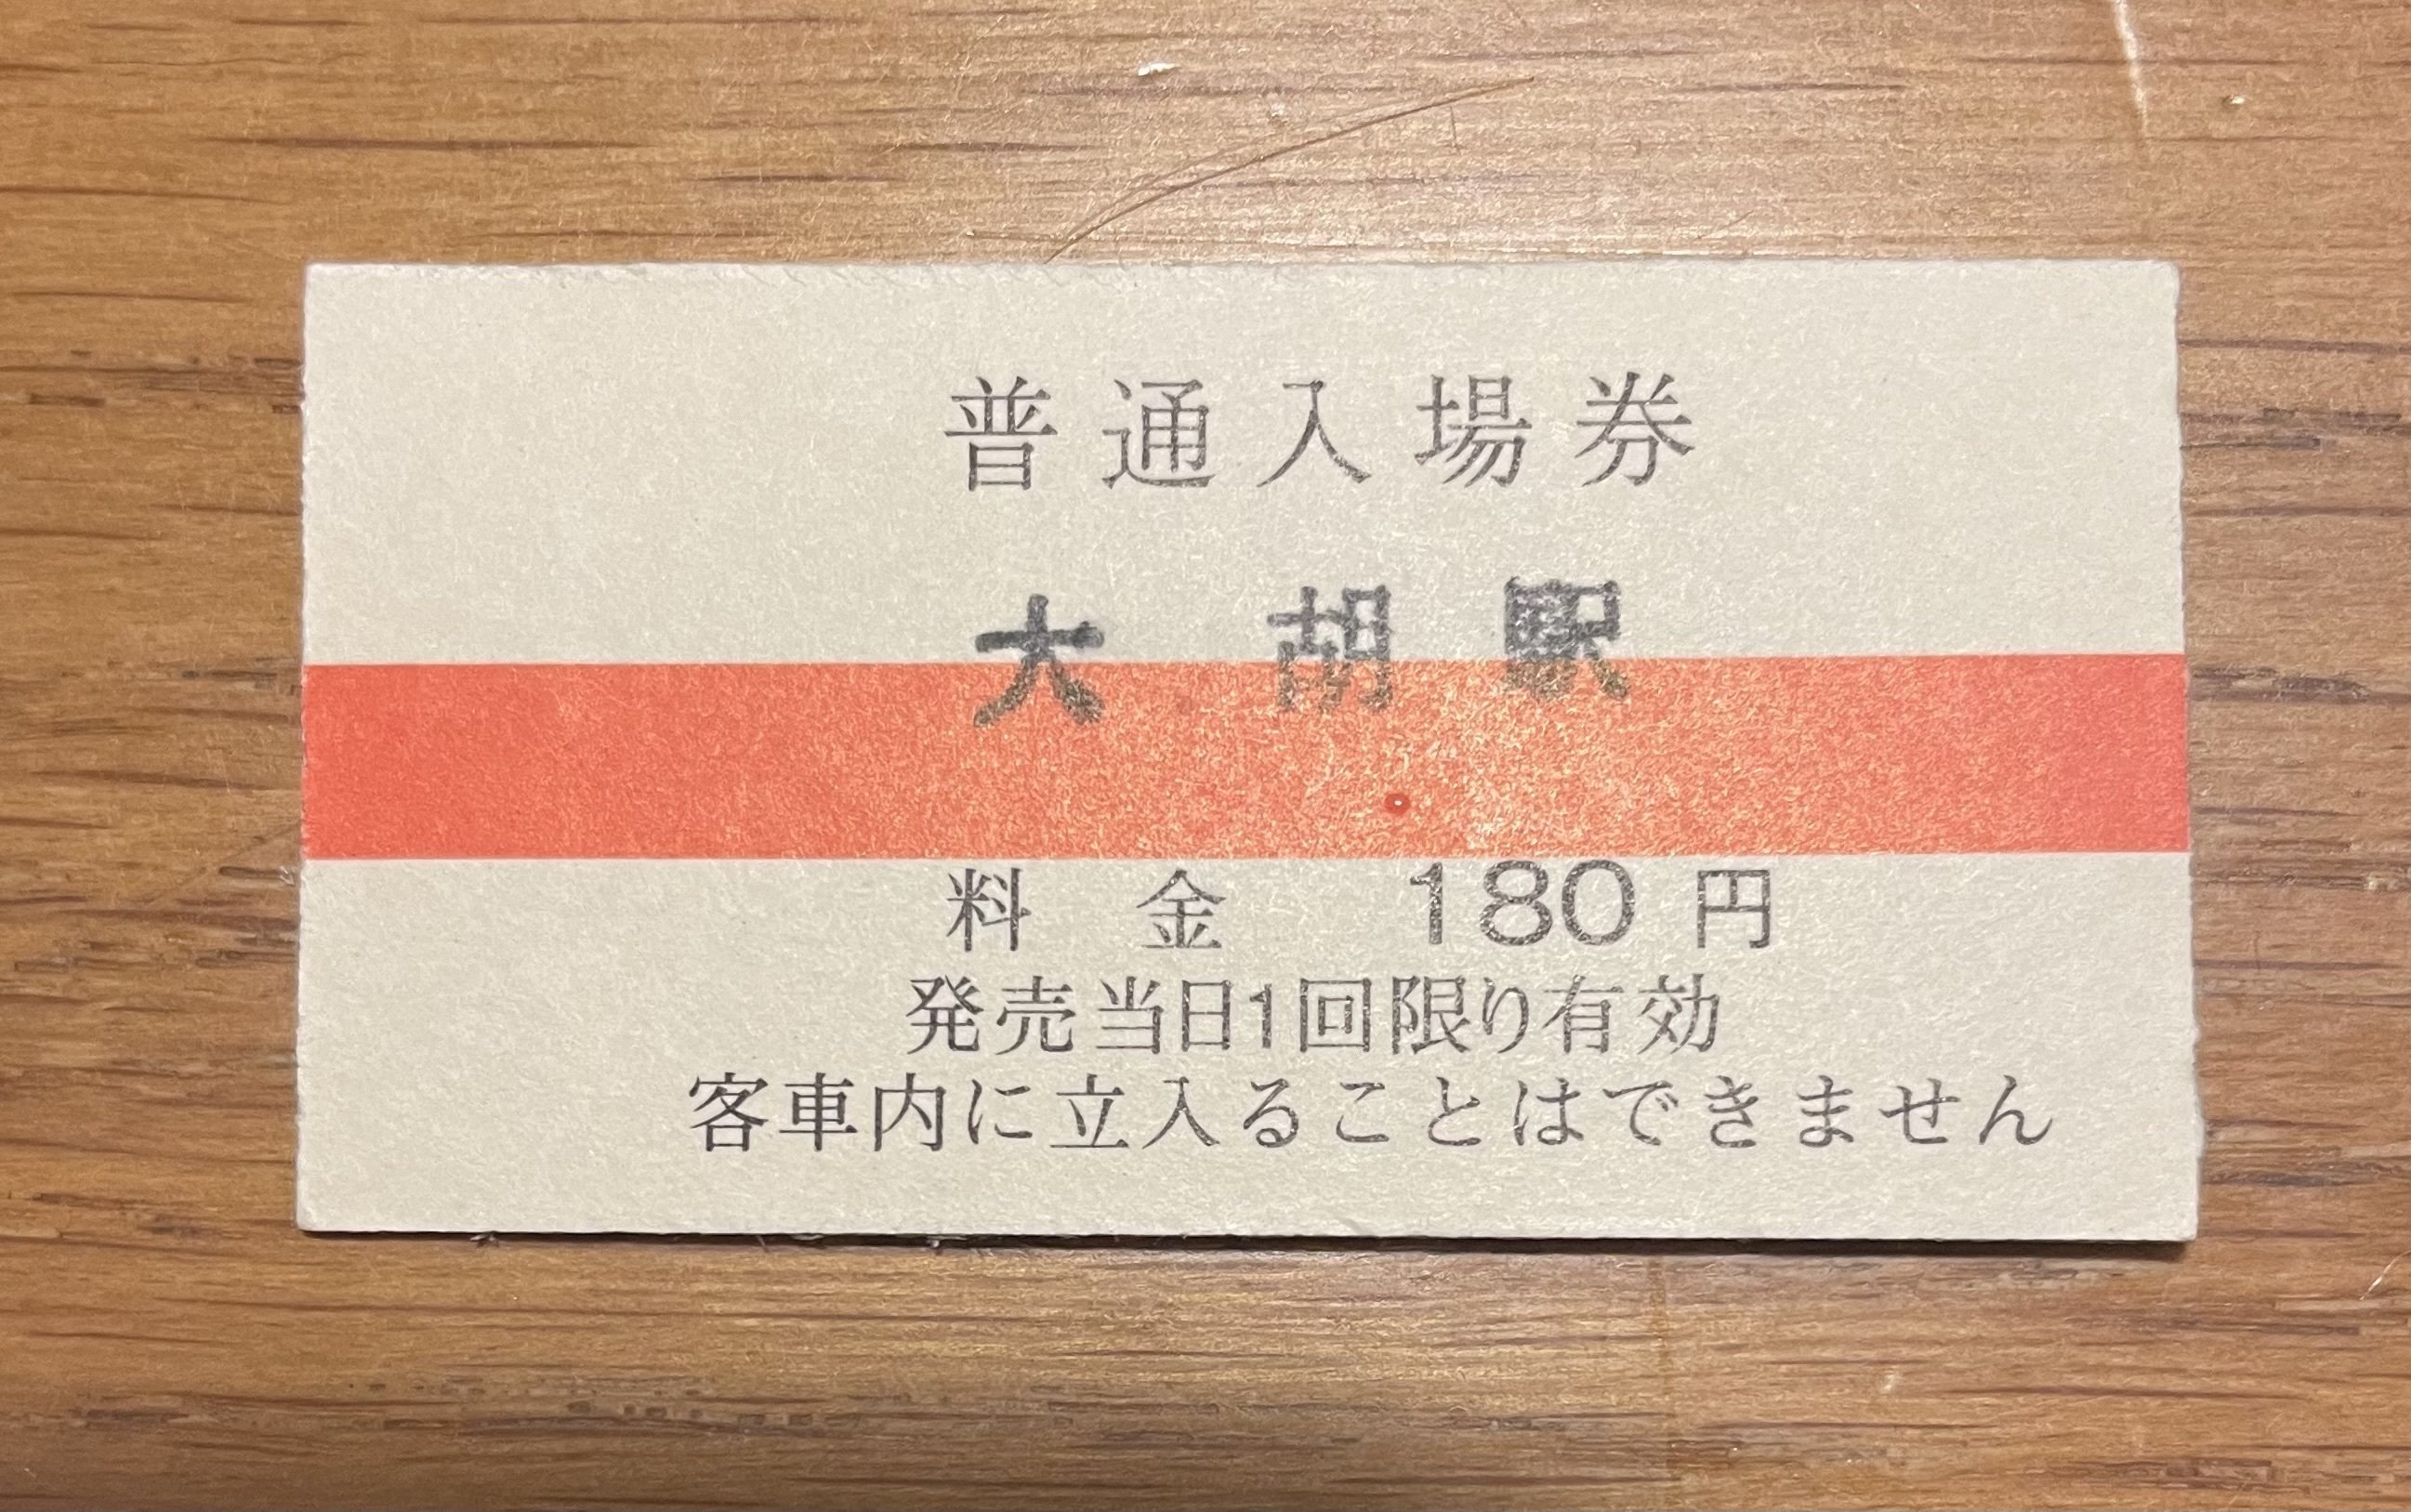 普通入場券
大胡駅
料金 180円
発売当日1回限り有効
客車内に立入ることはできません